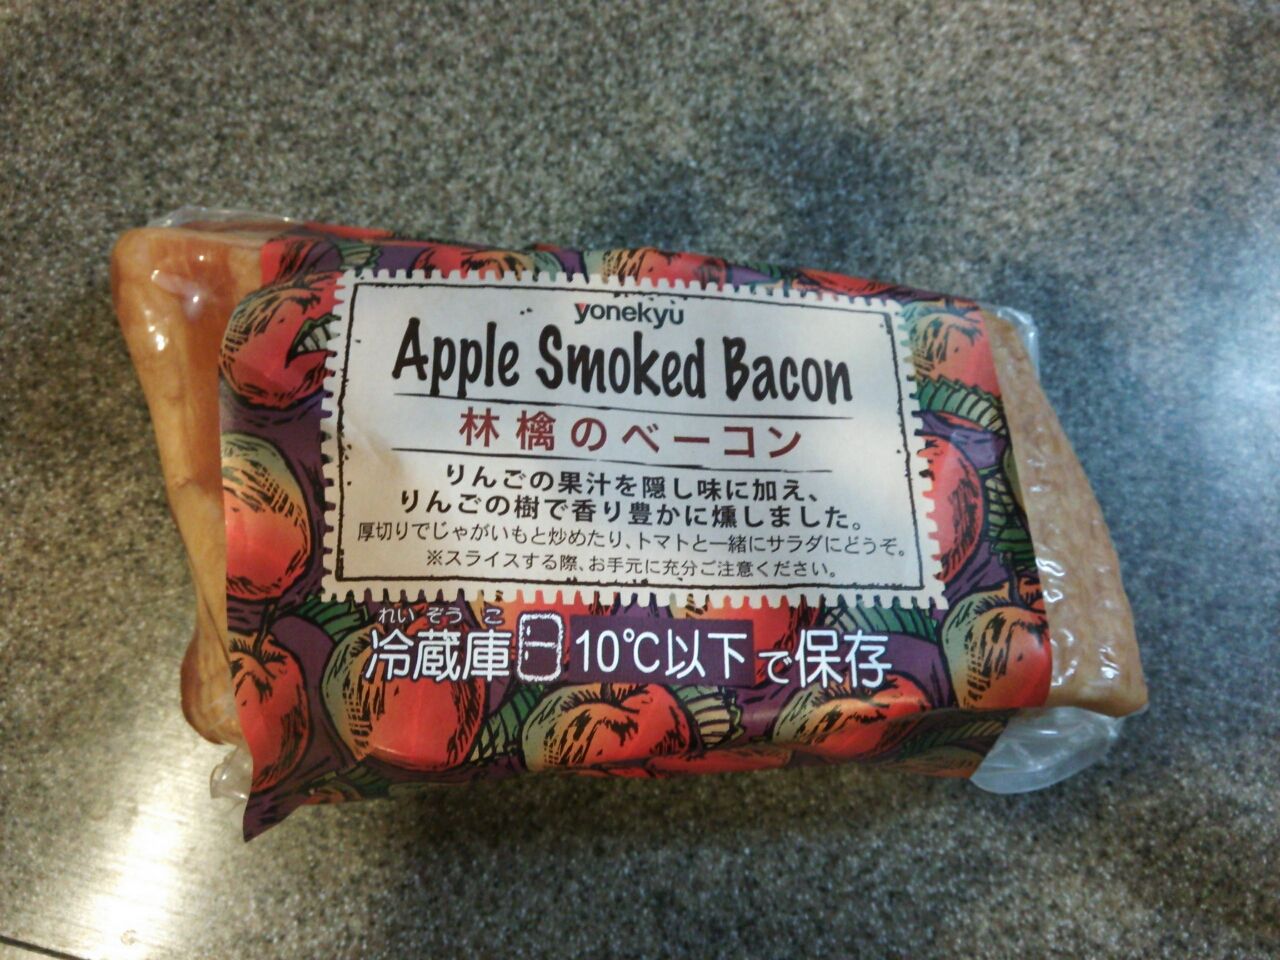 yonekyu
Apple Smoked Bacon
林檎のベーコン
りんごの果汁を隠し味に加え、
りんごの樹で香り豊かに燻しました。
厚切りでじゃがいもと炒めたり、トマトと一緒にサラダにどうぞ。
※スライスする際、お手元に充分ご注意ください。
れいぞうこ
冷蔵庫 10℃以下で保存